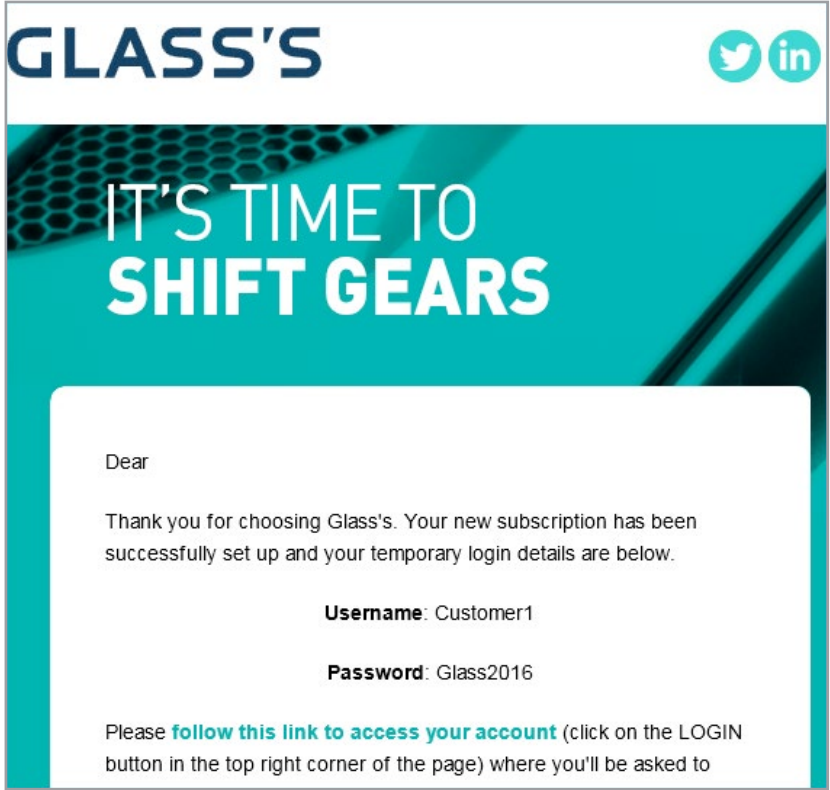 GLASS'S
in
IT'S TIME TO
SHIFT GEARS
Dear
Thank you for choosing Glass's. Your new subscription has been
successfully set up and your temporary login details are below.
Username: Customer1
Password: Glass2016
Please follow this link to access your account (click on the LOGIN
button in the top right corner of the page) where you'll be asked to